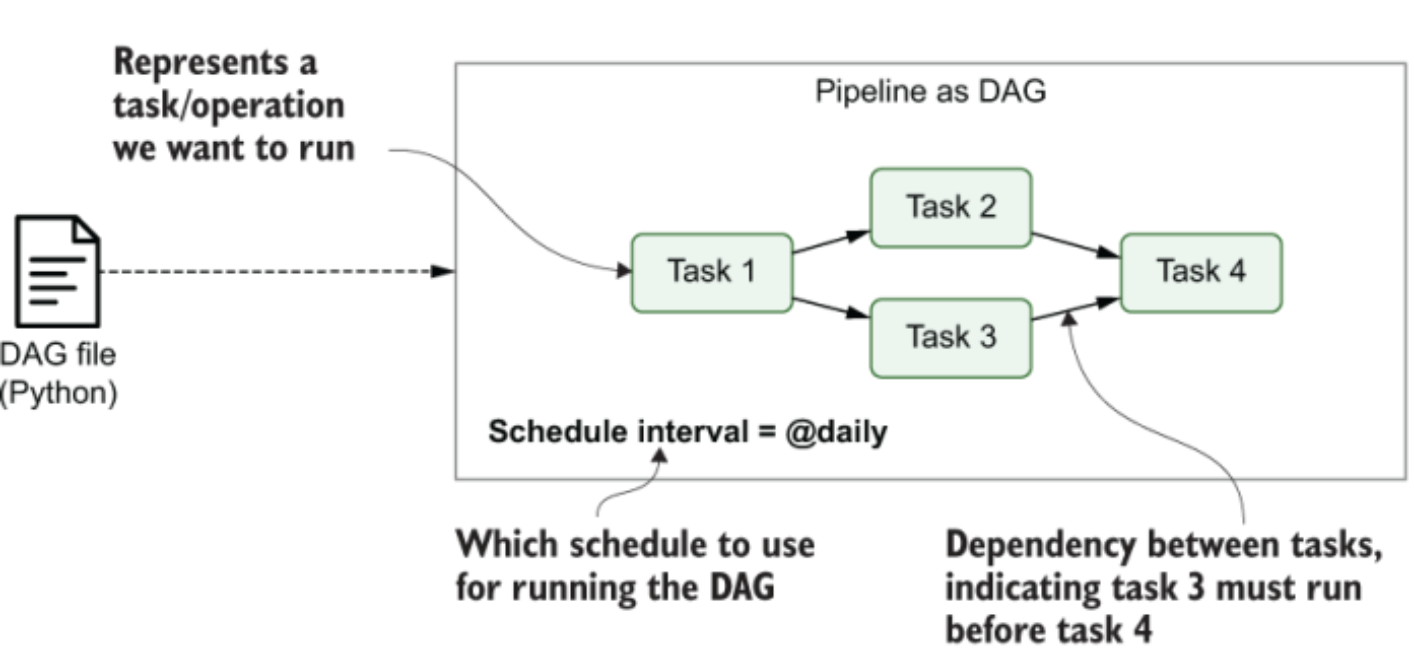 Represents a
task/operation
we want to run
Pipeline as DAG
Task 1
Task 2
Task 3
Task 4
DAG file
(Python)
Schedule interval = @daily
Which schedule to use
for running the DAG
Dependency between tasks,
indicating task 3 must run
before task 4